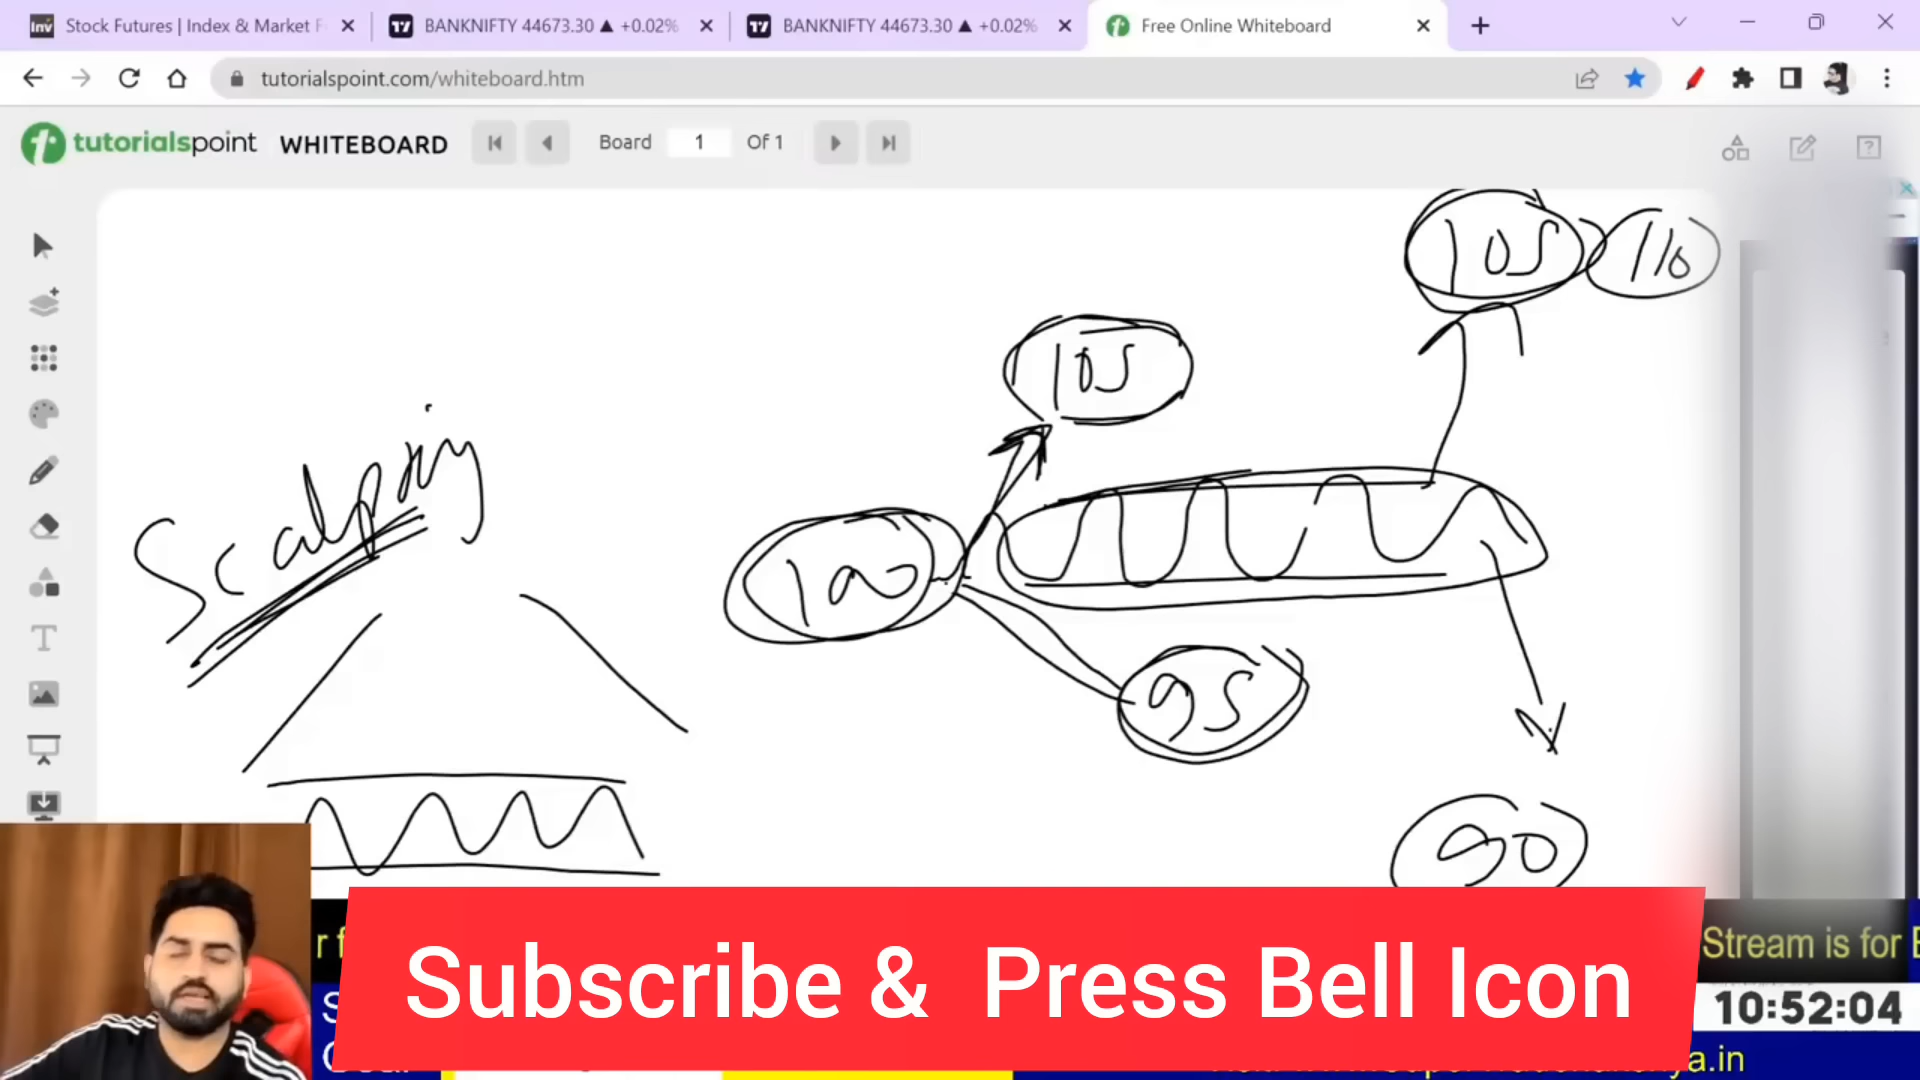 Stock Futures | Index & Market F
BANKNIFTY 44673.30 ▲ +0.02%
BANKNIFTY 44673.30 ▲ +0.02%
Free Online Whiteboard
tutorialspoint.com/whiteboard.htm
tutorialspoint WHITEBOARD Board 1 Of 1
105 110
105
Scalping
100
95
90
Subscribe & Press Bell Icon
Stream is for
10:52:04
a.in